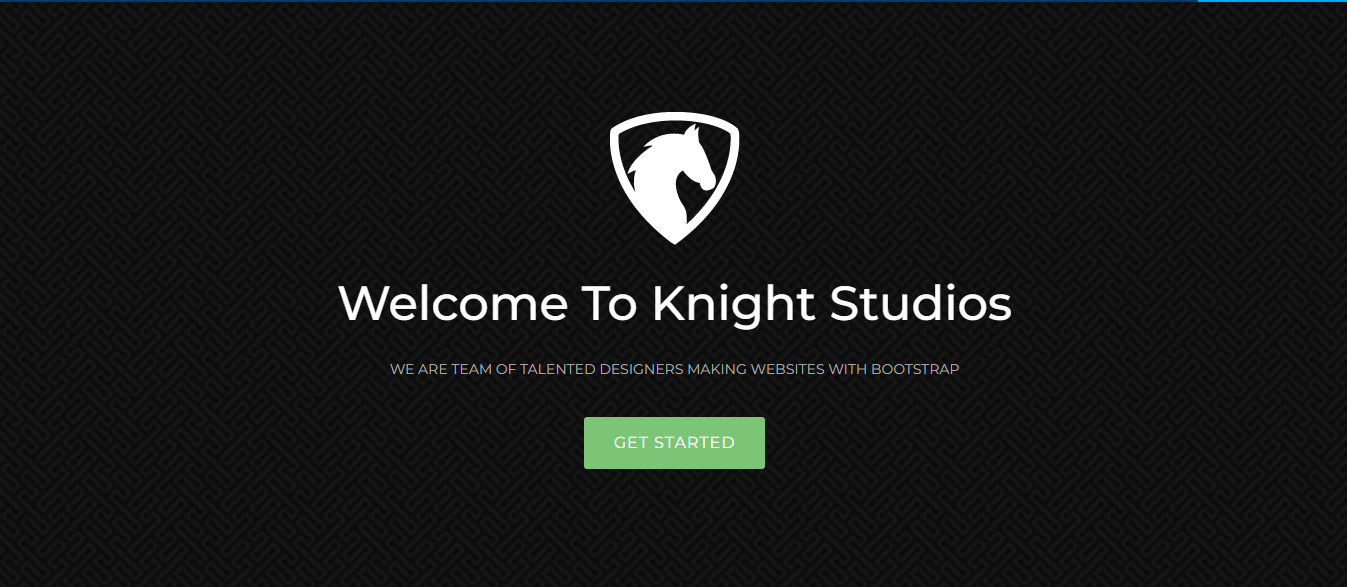 Welcome To Knight Studios
WE ARE TEAM OF TALENTED DESIGNERS MAKING WEBSITES WITH BOOTSTRAP
GET STARTED